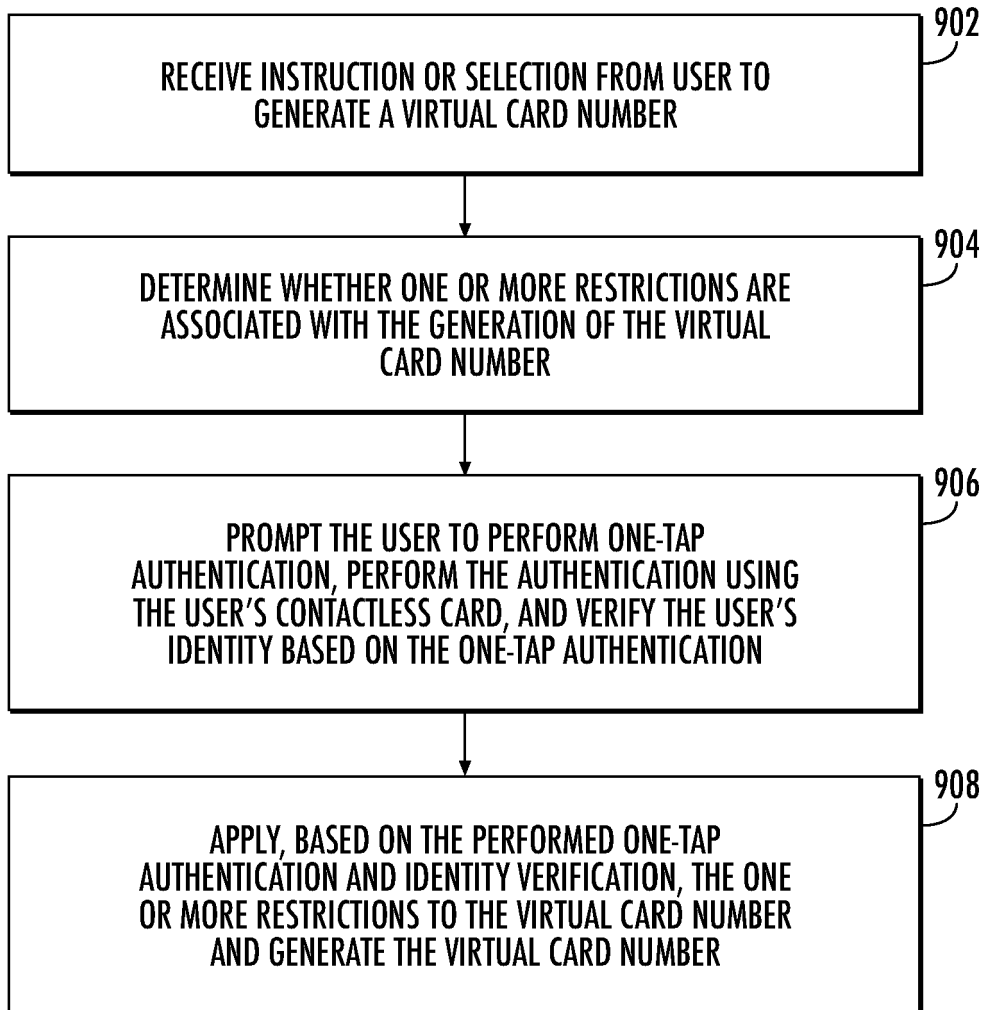 902
RECEIVE INSTRUCTION OR SELECTION FROM USER TO
GENERATE A VIRTUAL CARD NUMBER
904
DETERMINE WHETHER ONE OR MORE RESTRICTIONS ARE
ASSOCIATED WITH THE GENERATION OF THE VIRTUAL
CARD NUMBER
906
PROMPT THE USER TO PERFORM ONE-TAP
AUTHENTICATION, PERFORM THE AUTHENTICATION USING
THE USER'S CONTACTLESS CARD, AND VERIFY THE USER'S
IDENTITY BASED ON THE ONE-TAP AUTHENTICATION
908
APPLY, BASED ON THE PERFORMED ONE-TAP
AUTHENTICATION AND IDENTITY VERIFICATION, THE ONE
OR MORE RESTRICTIONS TO THE VIRTUAL CARD NUMBER
AND GENERATE THE VIRTUAL CARD NUMBER